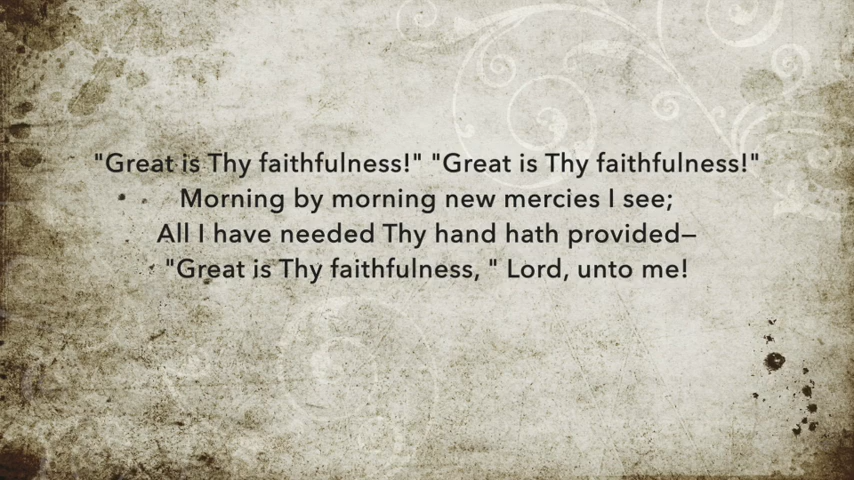 "Great is Thy faithfulness!" "Great is Thy faithfulness!"
Morning by morning new mercies I see;
All I have needed Thy hand hath provided—
"Great is Thy faithfulness, " Lord, unto me!